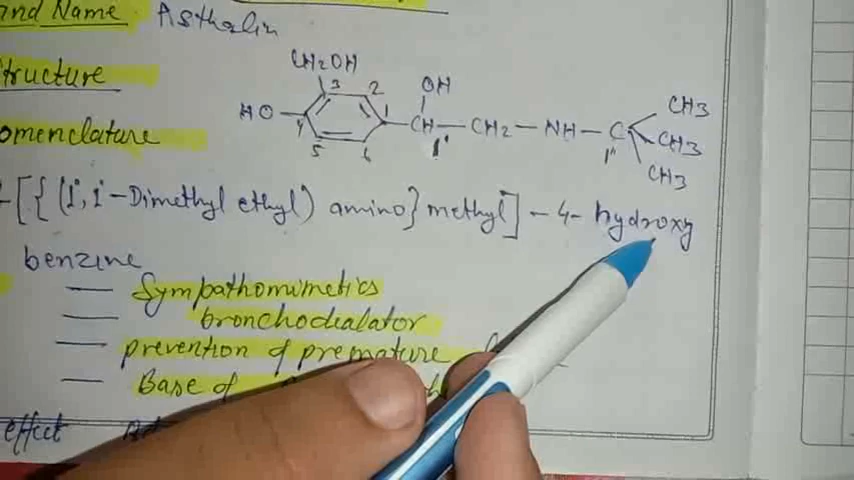 and Name Asthalin
CH2OH
tructure
3 2 OH CH3
HO 4 1 CH CH2 NH C CH3
omenclature 5 6 1' 1" CH3
[{(1', 1' - Dimethyl ethyl) amino} methyl] - 4 - hydroxy
benzine
Sympathomimetics
bronchodealator
prevention of premature
Base of
effect